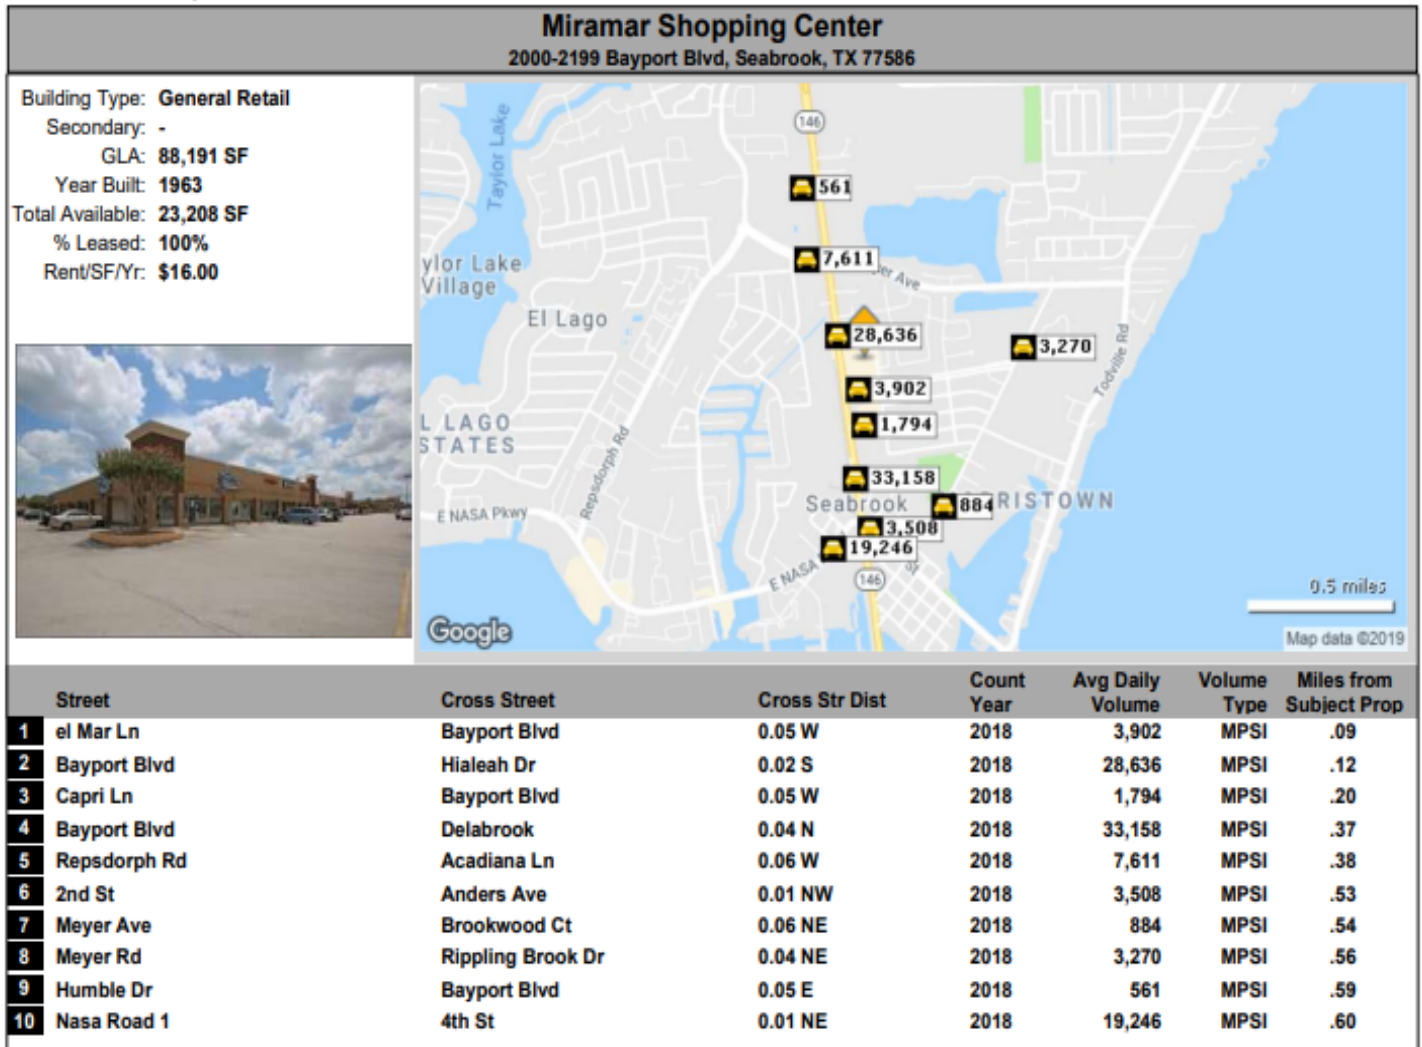 Miramar Shopping Center
2000-2199 Bayport Blvd, Seabrook, TX 77586
Building Type: General Retail
Secondary: -
GLA: 88,191 SF
Year Built: 1963
Total Available: 23,208 SF
% Leased: 100%
Rent/SF/Yr: $16.00
Taylor Lake
146
561
7,611
er Ave
ylor Lake
Village
El Lago
28,636
3,270
Todville Rd
3,902
L LAGO
STATES
1,794
Repsdorph Rd
33,158
Seabrook
884
RISTOWN
E NASA Pkwy
3,508
19,246
E NASA
146
0.5 miles
Google
Map data ©2019
Street Cross Street Cross Str Dist Count Year Avg Daily Volume Volume Type Miles from Subject Prop
1 el Mar Ln Bayport Blvd 0.05 W 2018 3,902 MPSI .09
2 Bayport Blvd Hialeah Dr 0.02 S 2018 28,636 MPSI .12
3 Capri Ln Bayport Blvd 0.05 W 2018 1,794 MPSI .20
4 Bayport Blvd Delabrook 0.04 N 2018 33,158 MPSI .37
5 Repsdorph Rd Acadiana Ln 0.06 W 2018 7,611 MPSI .38
6 2nd St Anders Ave 0.01 NW 2018 3,508 MPSI .53
7 Meyer Ave Brookwood Ct 0.06 NE 2018 884 MPSI .54
8 Meyer Rd Rippling Brook Dr 0.04 NE 2018 3,270 MPSI .56
9 Humble Dr Bayport Blvd 0.05 E 2018 561 MPSI .59
10 Nasa Road 1 4th St 0.01 NE 2018 19,246 MPSI .60